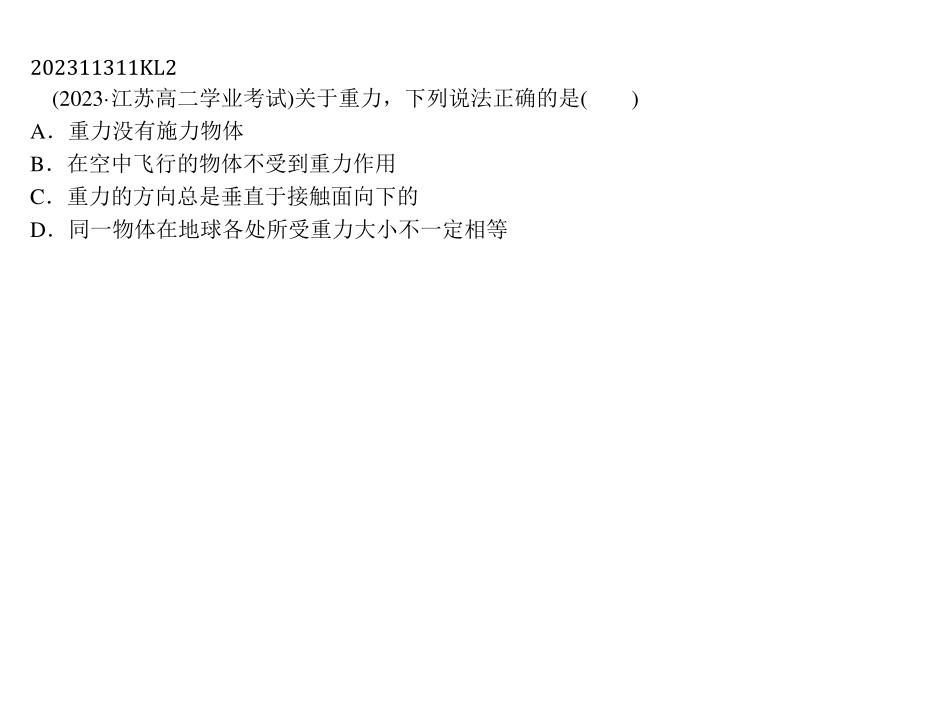 202311311KL2
(2023·江苏高二学业考试)关于重力，下列说法正确的是(　　)
A．重力没有施力物体
B．在空中飞行的物体不受到重力作用
C．重力的方向总是垂直于接触面向下的
D．同一物体在地球各处所受重力大小不一定相等